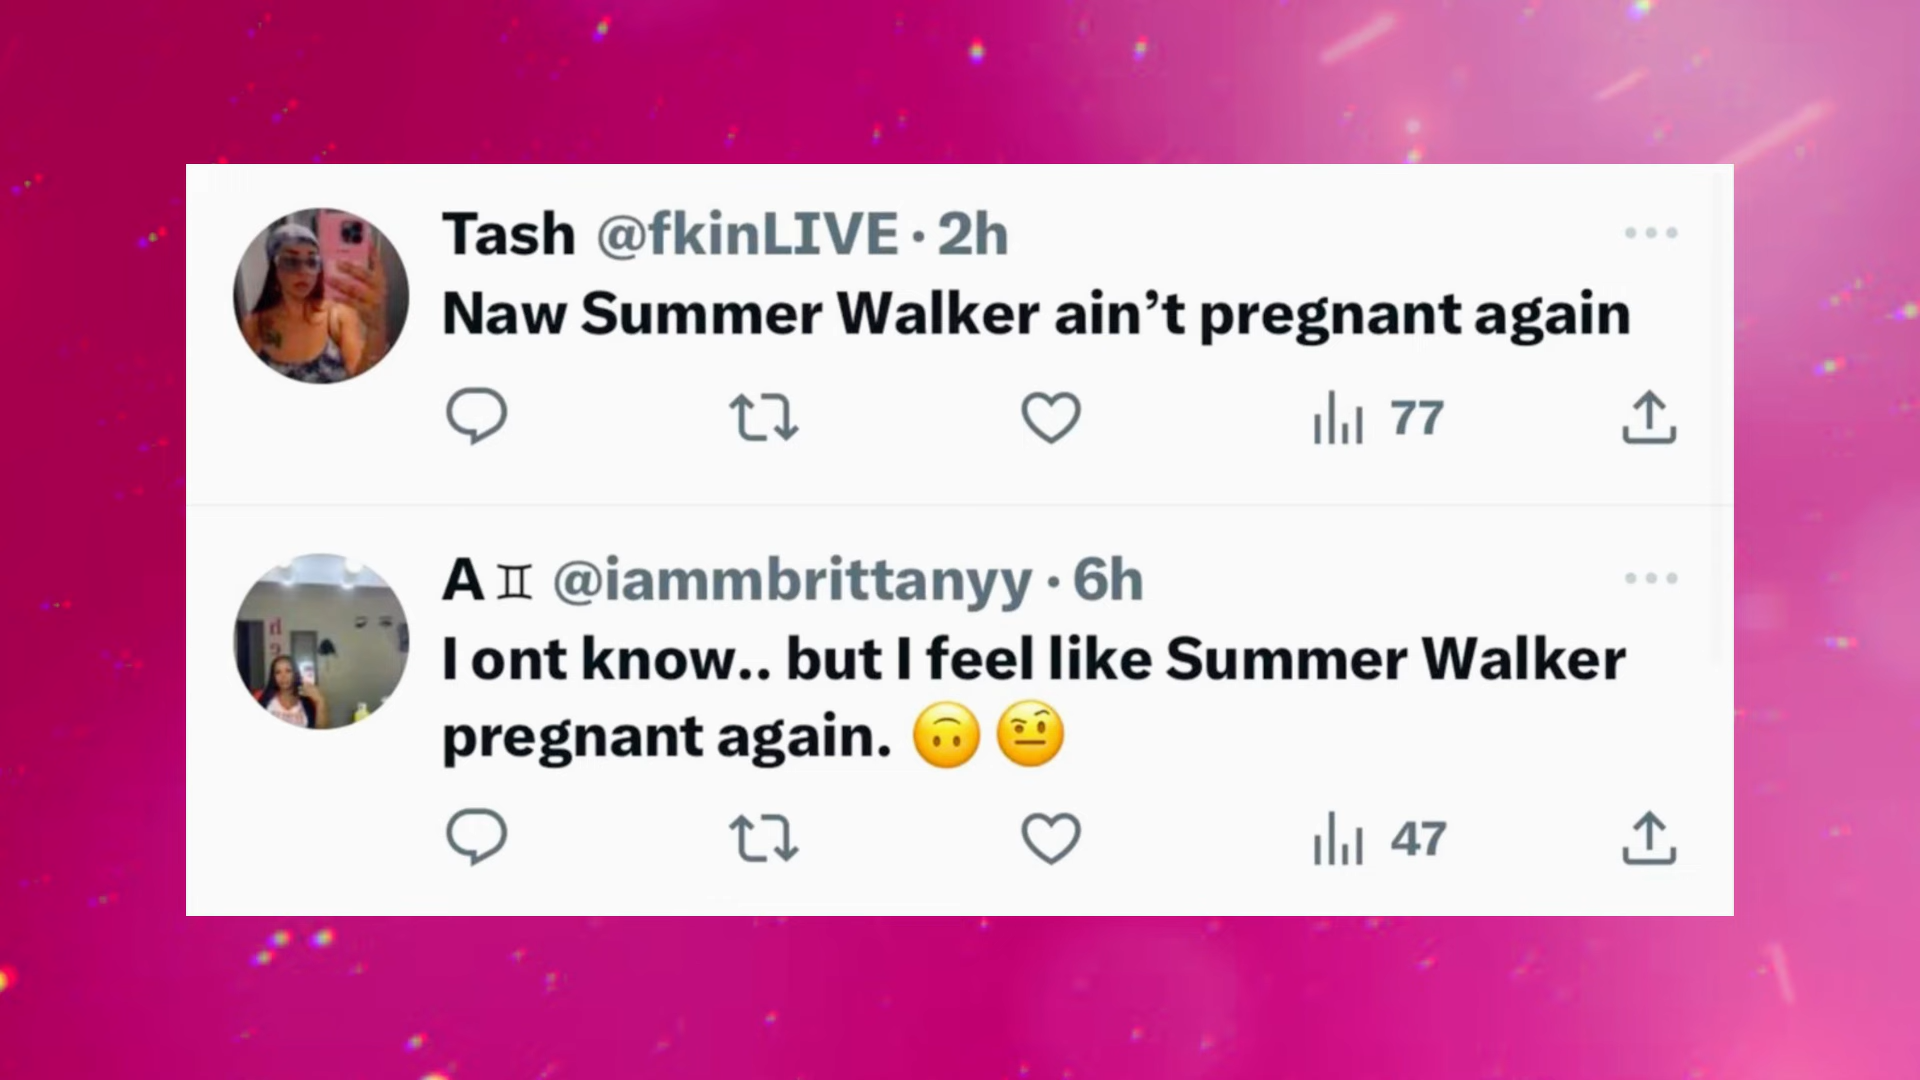 Tash @fkinLIVE · 2h
Naw Summer Walker ain’t pregnant again
77
A ♊︎ @iammbrittanyy · 6h
I ont know.. but I feel like Summer Walker
pregnant again. 🙃 🤨
47